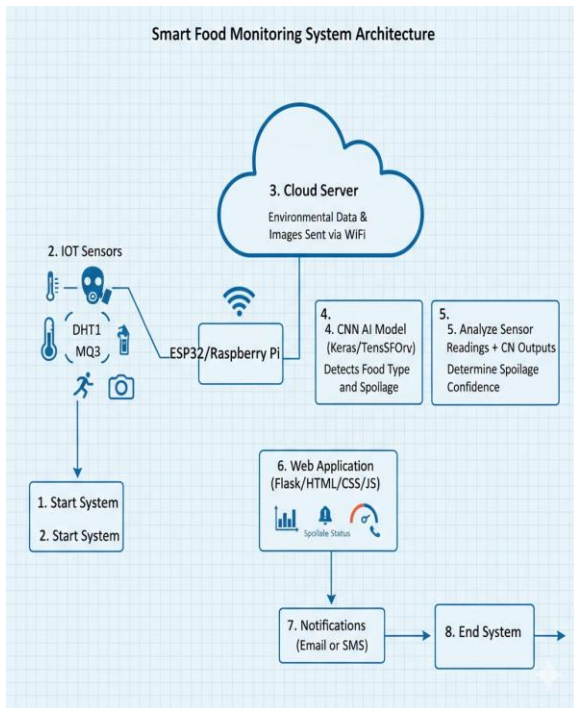 Smart Food Monitoring System Architecture
3. Cloud Server
Environmental Data &
Images Sent via WiFi
2. IOT Sensors
DHT1
MQ3
ESP32/Raspberry Pi
4.
4. CNN AI Model
(Keras/TensSFOrv)
Detects Food Type
and Spollage
5.
5. Analyze Sensor
Readings + CN Outputs
Determine Spoilage
Confidence
1. Start System
2. Start System
6. Web Application
(Flask/HTML/CSS/JS)
Spollale Status
7. Notifications
(Email or SMS)
8. End System